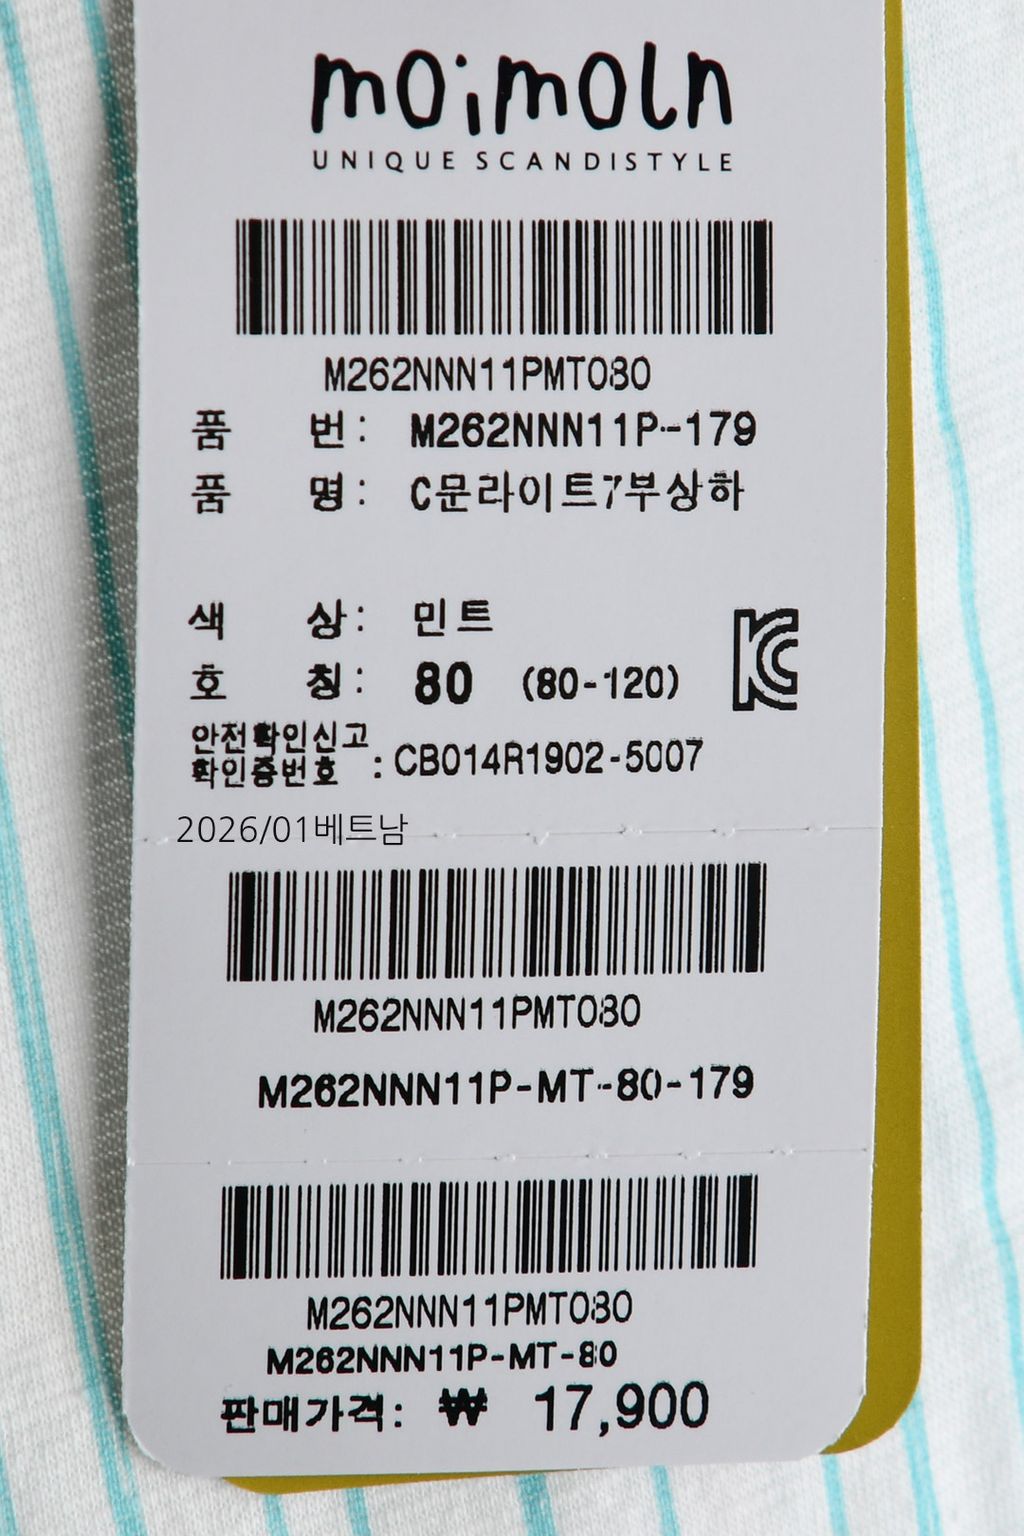 moimoln
UNIQUE SCANDISTYLE
M262NNN11PMT080
품 번: M262NNN11P-179
품 명: C문라이트7부상하
색 상: 민트
호 칭: 80 (80-120)
안전확인신고
확인증번호 : CB014R1902-5007
2026/01베트남
M262NNN11PMT080
M262NNN11P-MT-80-179
M262NNN11PMT080
M262NNN11P-MT-80
판매가격: ₩ 17,900